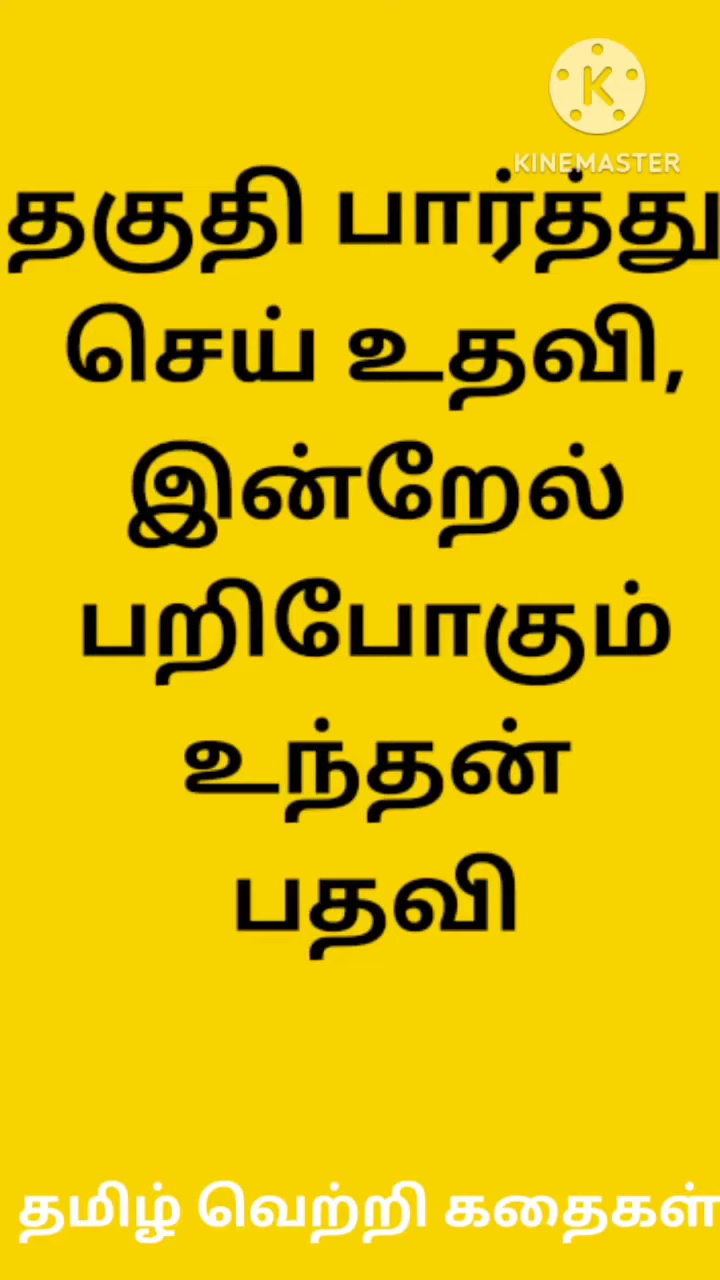 KINEMASTER
தகுதி பார்த்து
செய் உதவி,
இன்றேல்
பறிபோகும்
உந்தன்
பதவி
தமிழ் வெற்றி கதைகள்